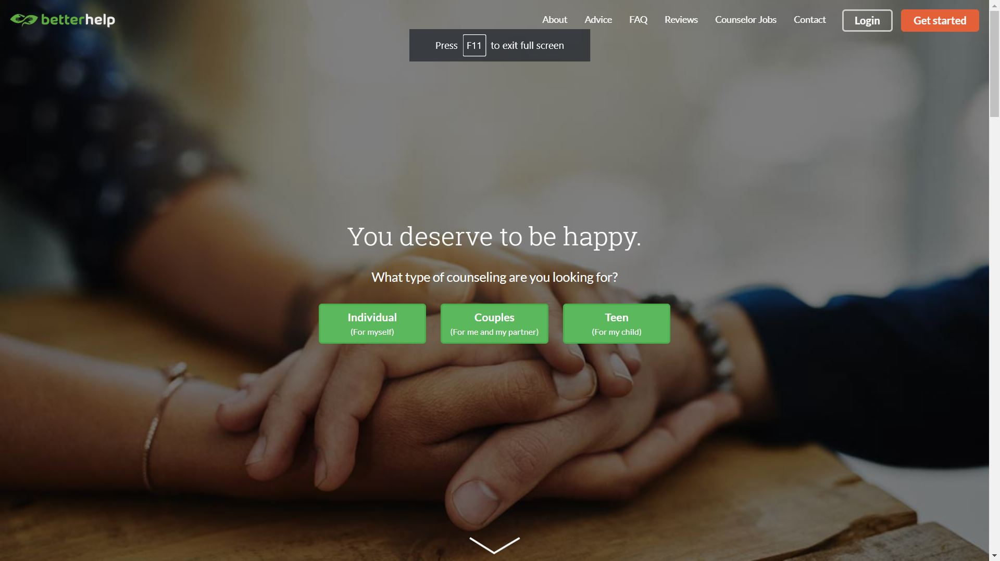 betterhelp
About Advice FAQ Reviews Counselor Jobs Contact Login Get started
Press F11 to exit full screen
You deserve to be happy.
What type of counseling are you looking for?
Individual
(For myself)
Couples
(For me and my partner)
Teen
(For my child)